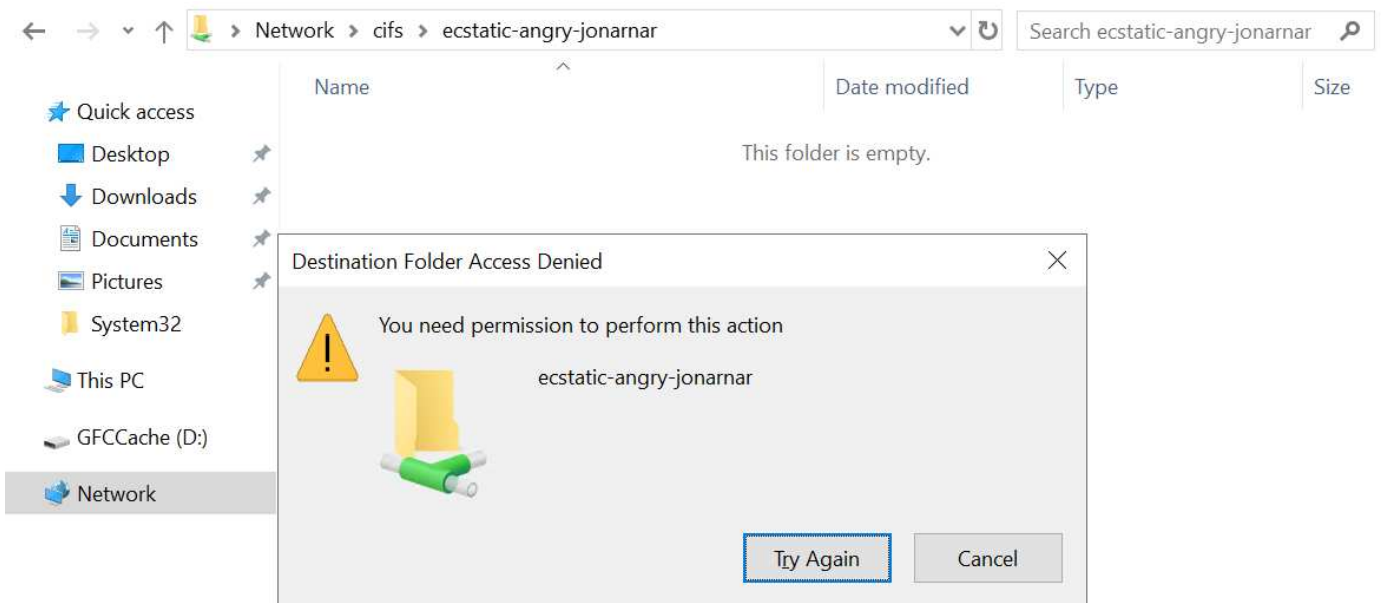 Network > cifs > ecstatic-angry-jonarnar
Search ecstatic-angry-jonarnar
Name Date modified Type Size
Quick access
This folder is empty.
Desktop
Downloads
Documents
Pictures
System32
This PC
GFCCache (D:)
Network
Destination Folder Access Denied
You need permission to perform this action
ecstatic-angry-jonarnar
Try Again Cancel